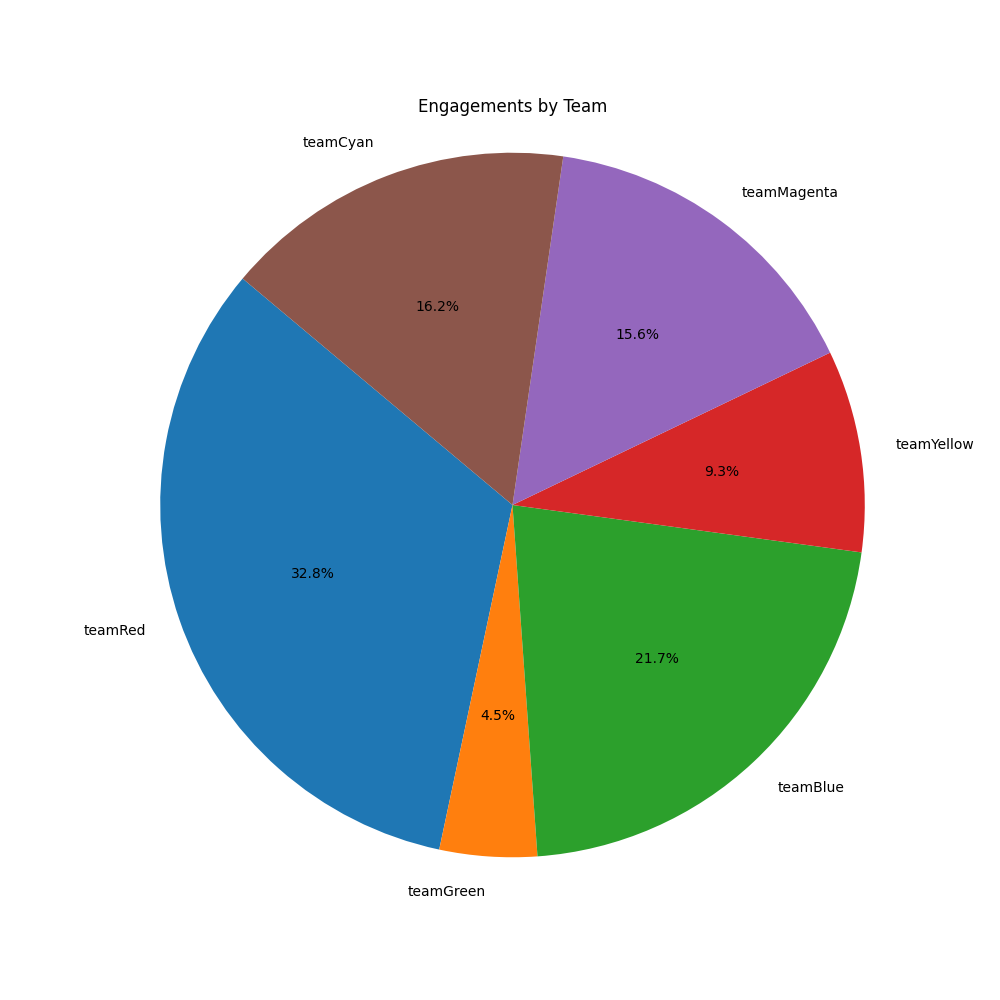 Engagements by Team
teamCyan
teamMagenta
16.2%
15.6%
teamYellow
9.3%
32.8%
teamRed
21.7%
4.5%
teamBlue
teamGreen